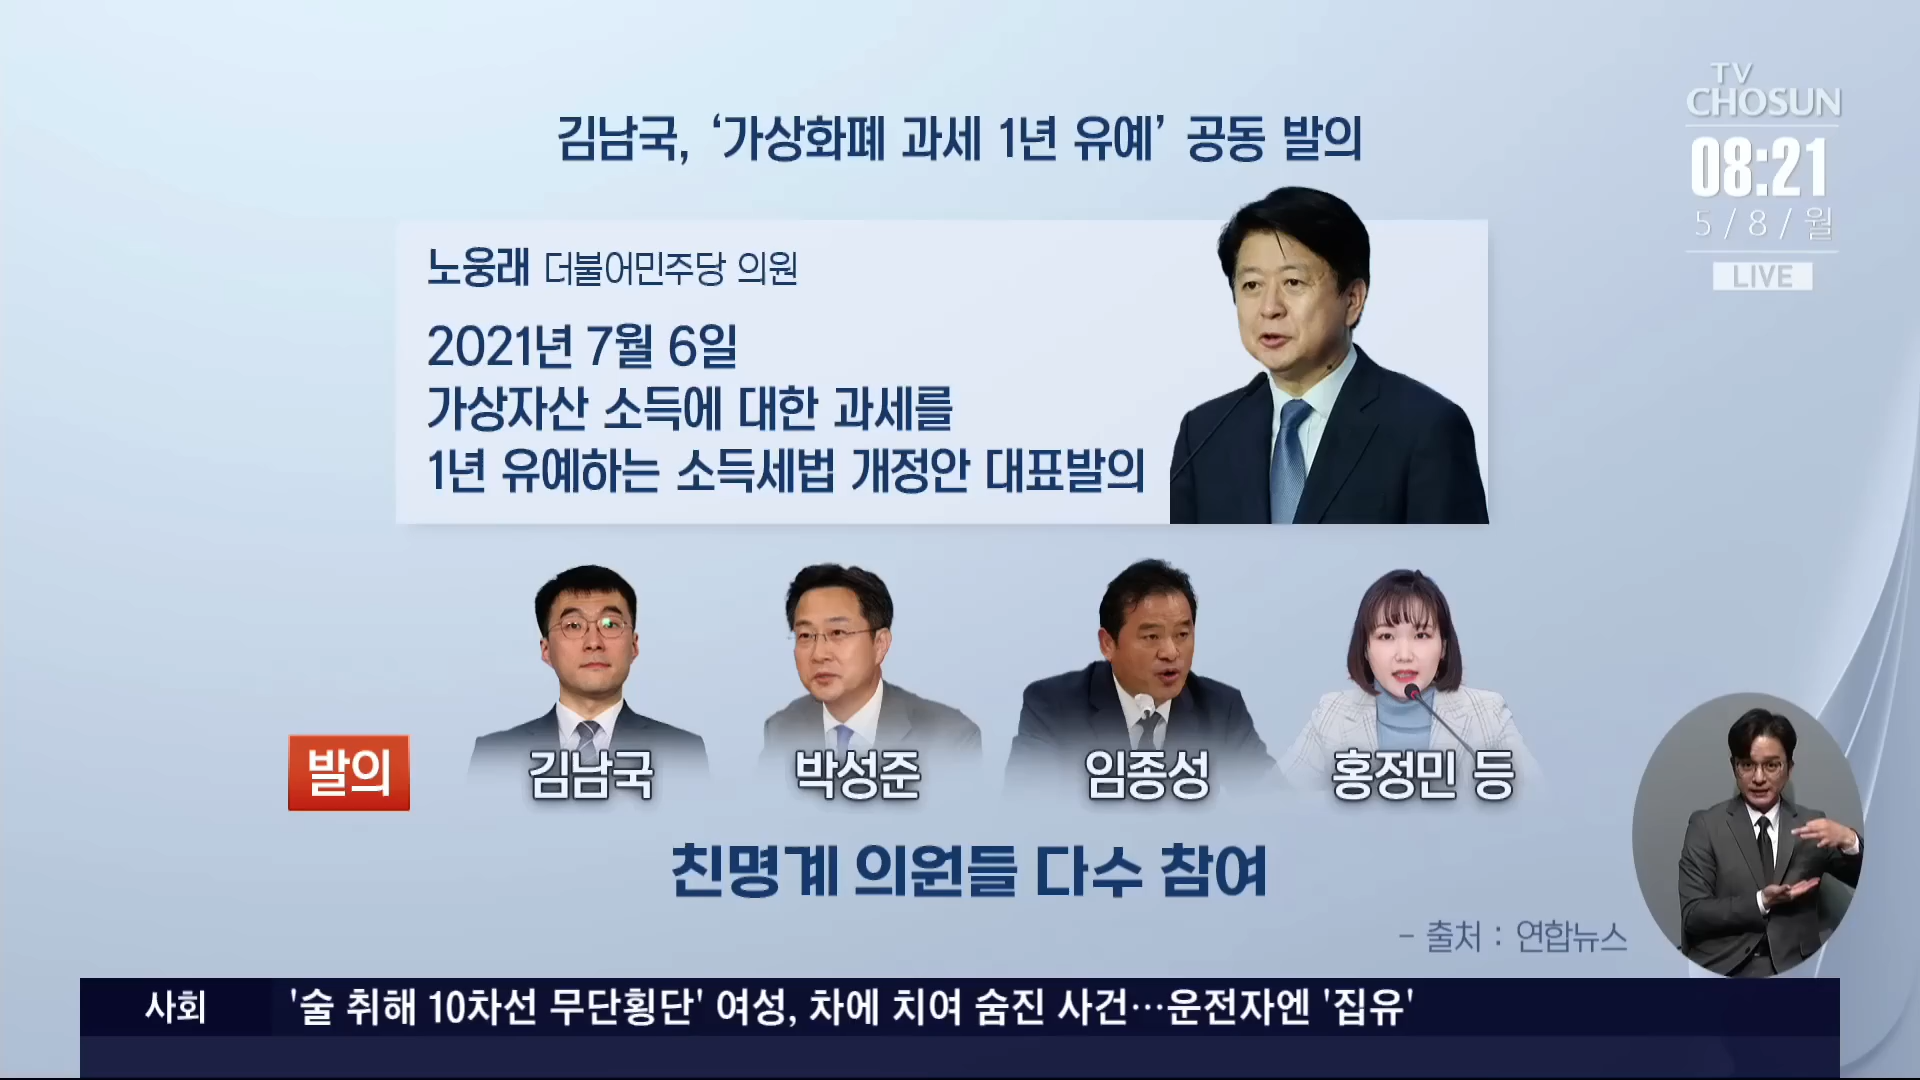 김남국, ‘가상화폐 과세 1년 유예’ 공동 발의
TV
CHOSUN
08:21
5 / 8 / 월
LIVE
노웅래 더불어민주당 의원
2021년 7월 6일
가상자산 소득에 대한 과세를
1년 유예하는 소득세법 개정안 대표발의
발의
김남국
박성준
임종성
홍정민 등
친명계 의원들 다수 참여
- 출처 : 연합뉴스
사회
'술 취해 10차선 무단횡단' 여성, 차에 치여 숨진 사건…운전자엔 '집유'